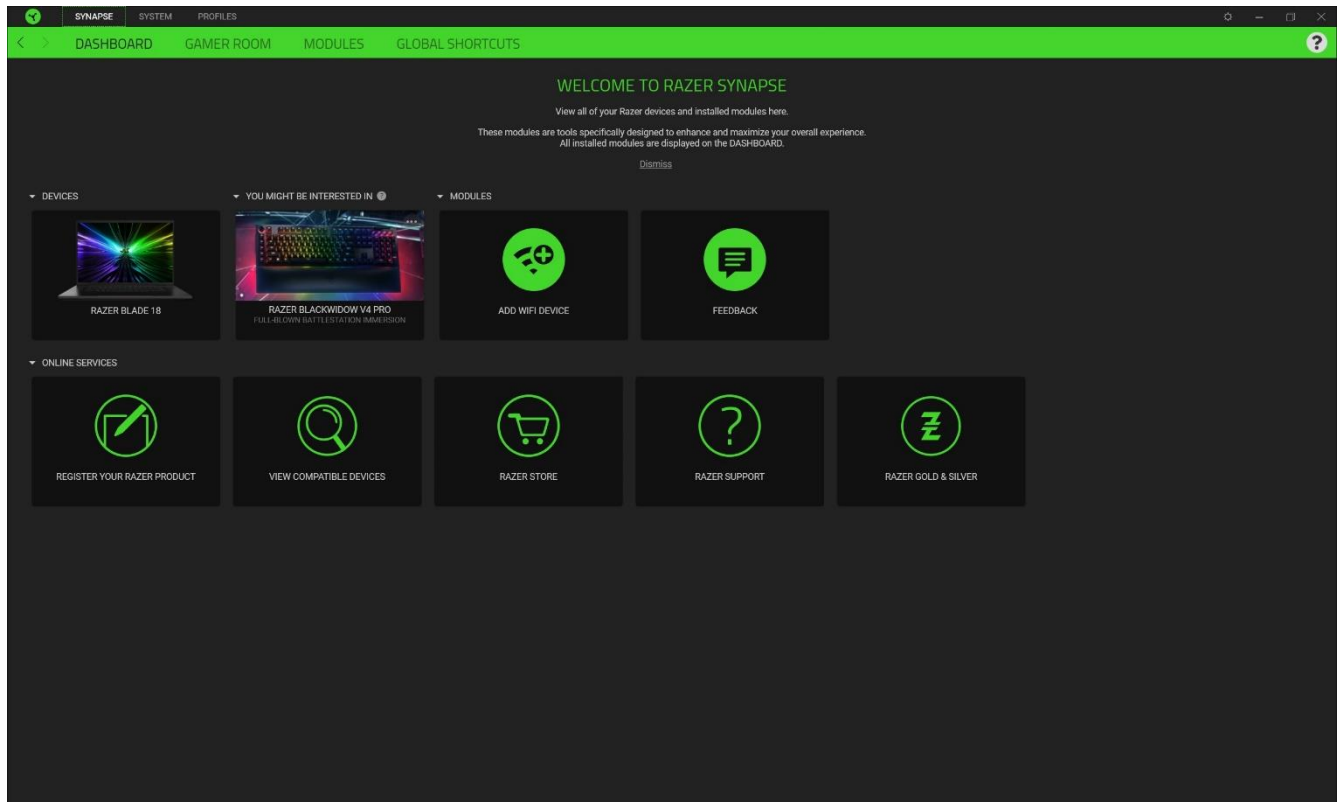 SYNAPSE SYSTEM PROFILES
DASHBOARD GAMER ROOM MODULES GLOBAL SHORTCUTS
WELCOME TO RAZER SYNAPSE
View all of your Razer devices and installed modules here.
These modules are tools specifically designed to enhance and maximize your overall experience.
All installed modules are displayed on the DASHBOARD.
Dismiss
DEVICES
RAZER BLADE 18
YOU MIGHT BE INTERESTED IN
RAZER BLACKWIDOW V4 PRO
FULL-BLOWN BATTLESTATION IMMERSION
MODULES
ADD WIFI DEVICE
FEEDBACK
ONLINE SERVICES
REGISTER YOUR RAZER PRODUCT
VIEW COMPATIBLE DEVICES
RAZER STORE
RAZER SUPPORT
RAZER GOLD & SILVER